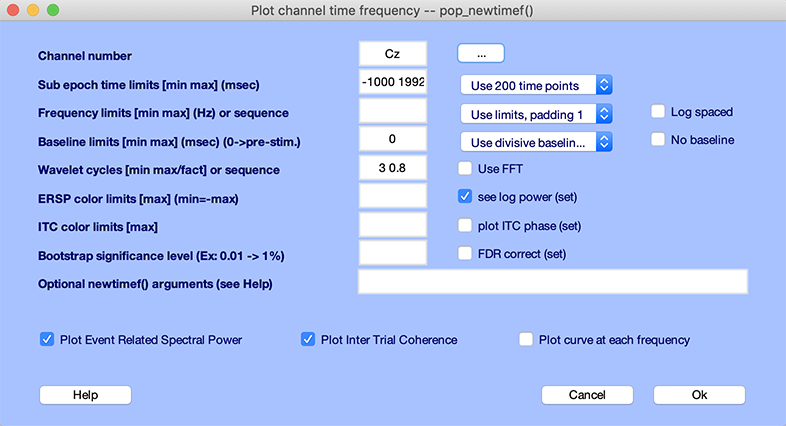 Plot channel time frequency -- pop_newtimef()
Channel number Cz ...
Sub epoch time limits [min max] (msec) -1000 1992 Use 200 time points
Frequency limits [min max] (Hz) or sequence Use limits, padding 1 Log spaced
Baseline limits [min max] (msec) (0->pre-stim.) 0 Use divisive baselin... No baseline
Wavelet cycles [min max/fact] or sequence 3 0.8 Use FFT
ERSP color limits [max] (min=-max) see log power (set)
ITC color limits [max] plot ITC phase (set)
Bootstrap significance level (Ex: 0.01 -> 1%) FDR correct (set)
Optional newtimef() arguments (see Help)
Plot Event Related Spectral Power Plot Inter Trial Coherence Plot curve at each frequency
Help Cancel Ok